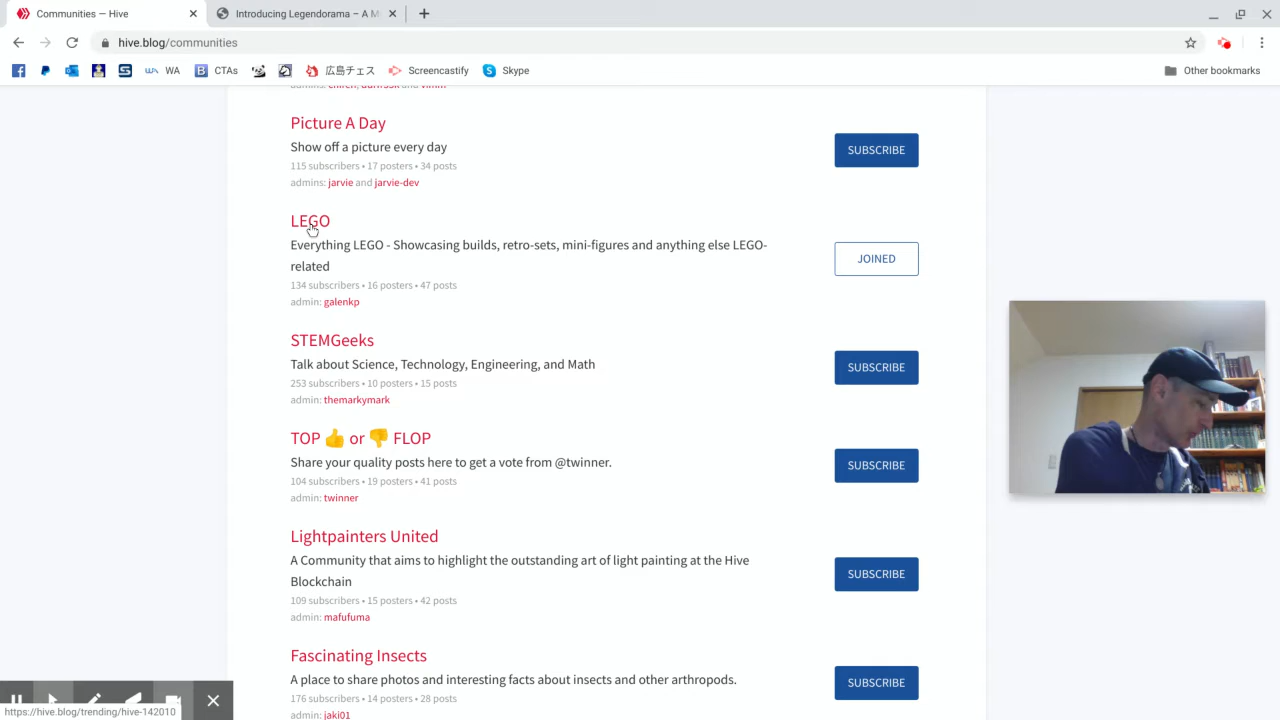 Communities — Hive
Introducing Legendorama – A M
hive.blog/communities
WA
CTAs
広島チェス
Screencastify
Skype
Other bookmarks
Picture A Day
Show off a picture every day
115 subscribers • 17 posters • 34 posts
admins: jarvie and jarvie-dev
SUBSCRIBE
LEGO
Everything LEGO - Showcasing builds, retro-sets, mini-figures and anything else LEGO-
related
134 subscribers • 16 posters • 47 posts
admin: galenkp
JOINED
STEMGeeks
Talk about Science, Technology, Engineering, and Math
253 subscribers • 10 posters • 15 posts
admin: themarkymark
SUBSCRIBE
TOP 👍 or 👎 FLOP
Share your quality posts here to get a vote from @twinner.
104 subscribers • 19 posters • 41 posts
admin: twinner
SUBSCRIBE
Lightpainters United
A Community that aims to highlight the outstanding art of light painting at the Hive
Blockchain
109 subscribers • 15 posters • 42 posts
admin: mafufuma
SUBSCRIBE
Fascinating Insects
A place to share photos and interesting facts about insects and other arthropods.
176 subscribers • 14 posters • 28 posts
admin: jaki01
SUBSCRIBE
https://hive.blog/trending/hive-142010